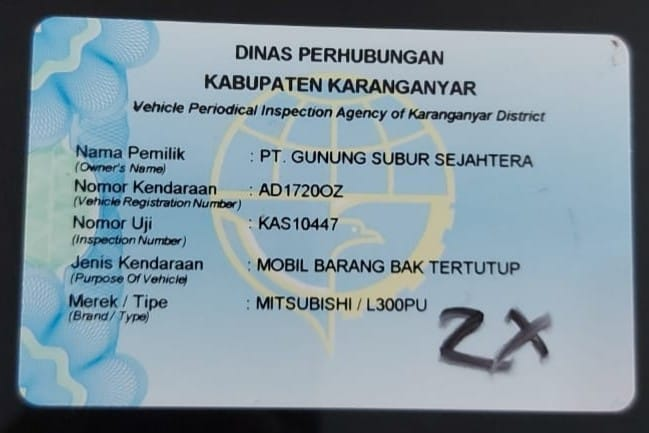 DINAS PERHUBUNGAN
KABUPATEN KARANGANYAR
Vehicle Periodical Inspection Agency of Karanganyar District
Nama Pemilik : PT. GUNUNG SUBUR SEJAHTERA
(Owner's Name)
Nomor Kendaraan : AD1720OZ
(Vehicle Registration Number)
Nomor Uji : KAS10447
(Inspection Number)
Jenis Kendaraan : MOBIL BARANG BAK TERTUTUP
(Purpose Of Vehicle)
Merek / Tipe : MITSUBISHI / L300PU
(Brand / Type)
ZX